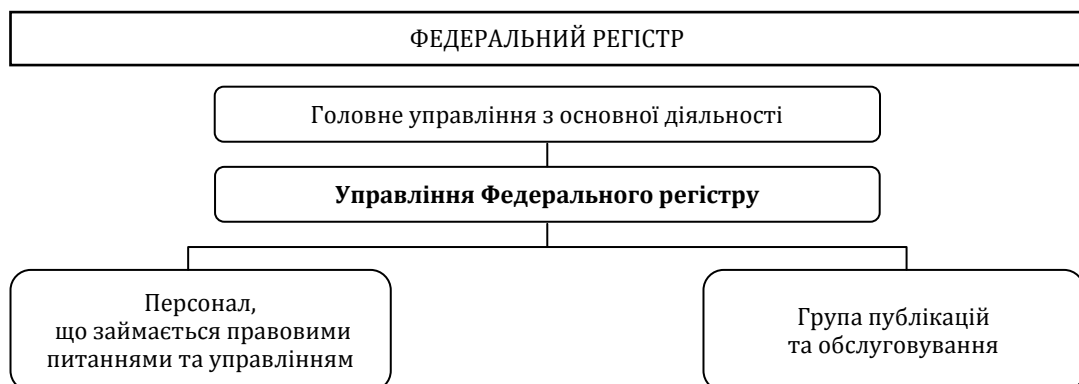 ФЕДЕРАЛЬНИЙ РЕГІСТР
Головне управління з основної діяльності
Управління Федерального регістру
Персонал,
що займається правовими
питаннями та управлінням
Група публікацій
та обслуговування